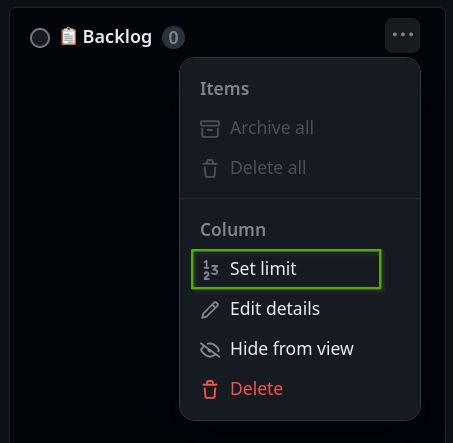 📋 Backlog 0
Items
Archive all
Delete all
Column
Set limit
Edit details
Hide from view
Delete